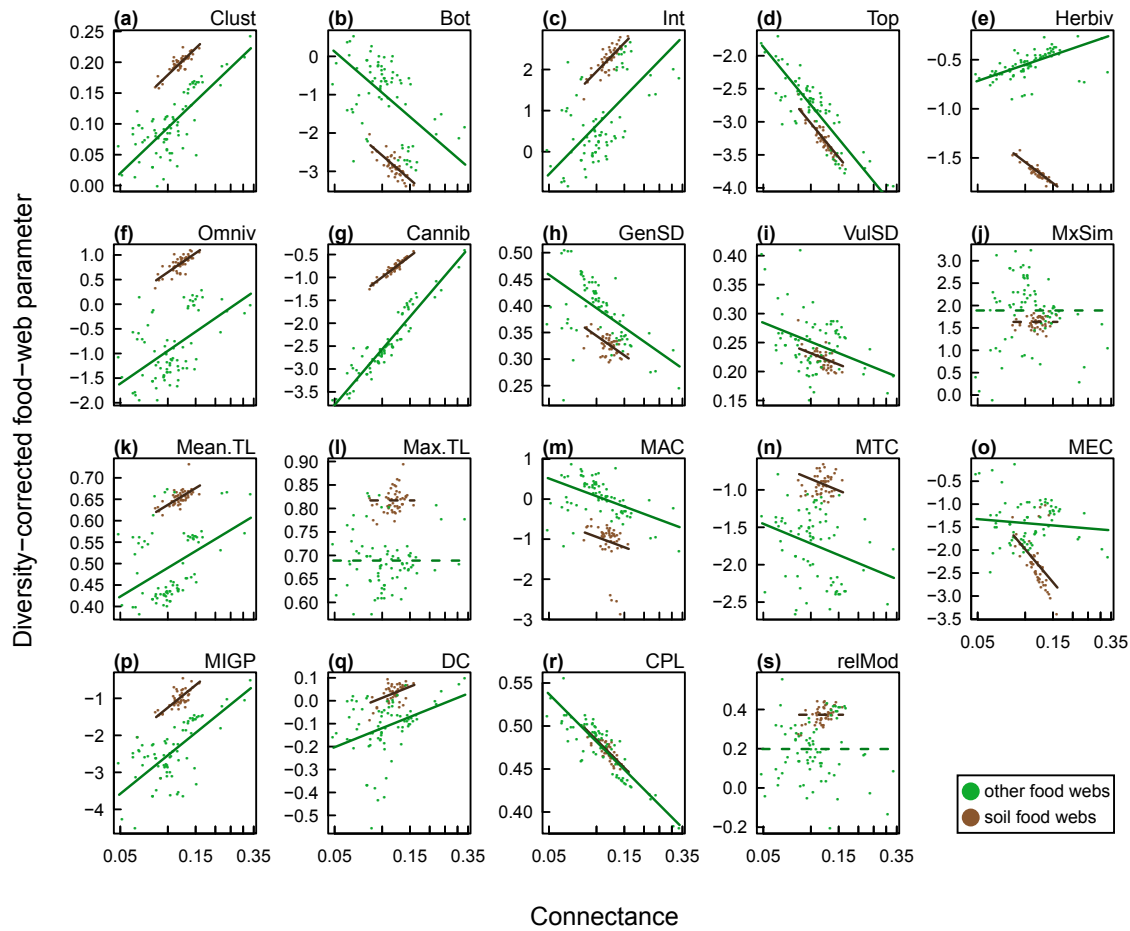 (a) Clust (b) Bot (c) Int (d) Top (e) Herbiv
0.25 0.20 0.15 0.10 0.05 0.00
0 −1 −2 −3
2 1 0
−2.0 −2.5 −3.0 −3.5 −4.0
−0.5 −1.0 −1.5
(f) Omniv (g) Cannib (h) GenSD (i) VulSD (j) MxSim
1.0 0.5 0.0 −0.5 −1.0 −1.5 −2.0
−0.5 −1.0 −1.5 −2.0 −2.5 −3.0 −3.5
0.50 0.45 0.40 0.35 0.30 0.25
0.40 0.35 0.30 0.25 0.20 0.15
3.0 2.5 2.0 1.5 1.0 0.5 0.0
Diversity−corrected food−web parameter
(k) Mean.TL (l) Max.TL (m) MAC (n) MTC (o) MEC
0.70 0.65 0.60 0.55 0.50 0.45 0.40
0.90 0.85 0.80 0.75 0.70 0.65 0.60
1 0 −1 −2 −3
−1.0 −1.5 −2.0 −2.5
−0.5 −1.0 −1.5 −2.0 −2.5 −3.0 −3.5
0.05 0.15 0.35
(p) MIGP (q) DC (r) CPL (s) relMod
−1 −2 −3 −4
0.1 0.0 −0.1 −0.2 −0.3 −0.4 −0.5
0.55 0.50 0.45 0.40
0.4 0.2 0.0 −0.2
other food webs
soil food webs
0.05 0.15 0.35 0.05 0.15 0.35 0.05 0.15 0.35 0.05 0.15 0.35
Connectance